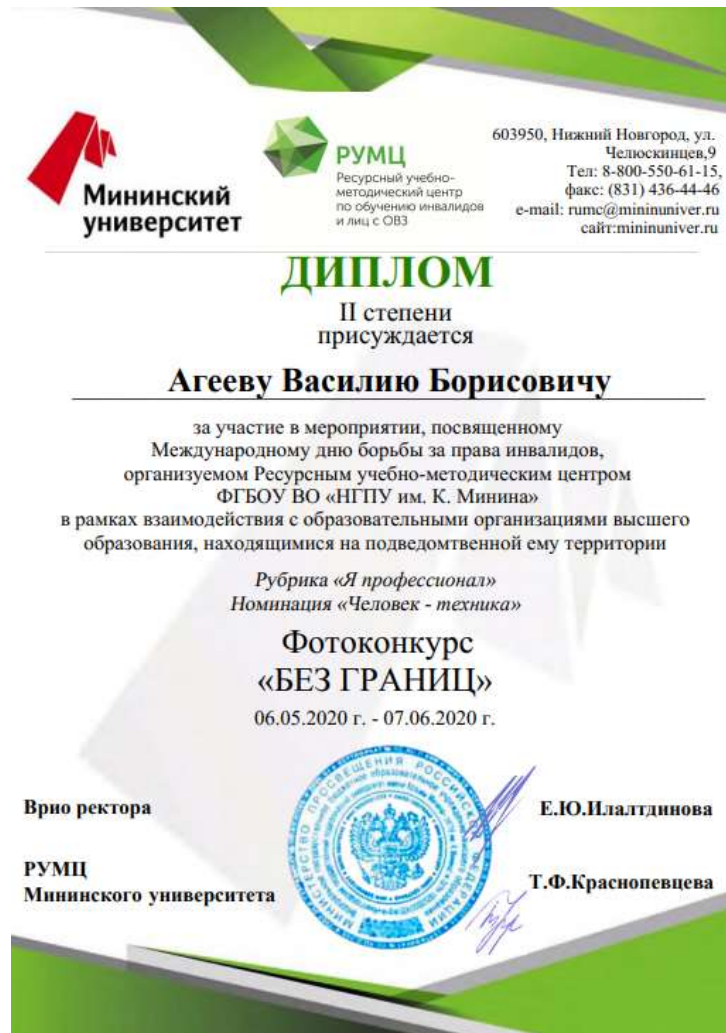 Мининский
университет
РУМЦ
Ресурсный учебно-
методический центр
по обучению инвалидов
и лиц с ОВЗ
603950, Нижний Новгород, ул.
Челюскинцев,9
Тел: 8-800-550-61-15,
факс: (831) 436-44-46
e-mail: rumc@mininuniver.ru
сайт:mininuniver.ru
ДИПЛОМ
II степени
присуждается
Агееву Василию Борисовичу
за участие в мероприятии, посвященному
Международному дню борьбы за права инвалидов,
организуемом Ресурсным учебно-методическим центром
ФГБОУ ВО «НГПУ им. К. Минина»
в рамках взаимодействия с образовательными организациями высшего
образования, находящимися на подведомтвенной ему территории
Рубрика «Я профессионал»
Номинация «Человек - техника»
Фотоконкурс
«БЕЗ ГРАНИЦ»
06.05.2020 г. - 07.06.2020 г.
МИНИСТЕРСТВО ПРОСВЕЩЕНИЯ РОССИЙСКОЙ ФЕДЕРАЦИИ
Врио ректора
Е.Ю.Илалтдинова
РУМЦ
Мининского университета
Т.Ф.Краснопевцева